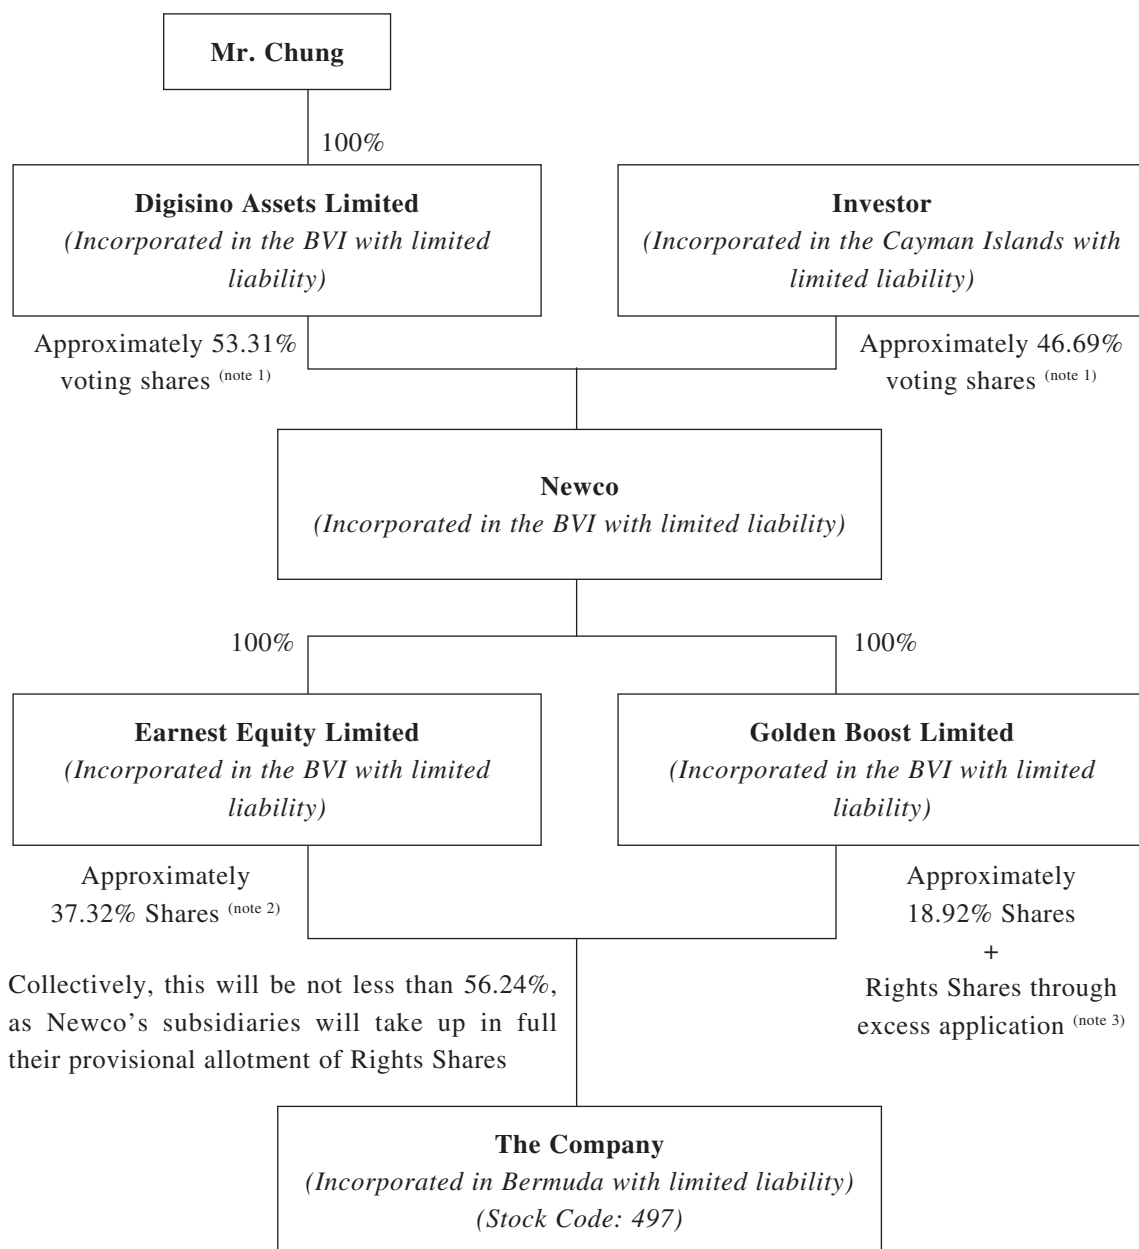 Mr. Chung
100%
Digisino Assets Limited
(Incorporated in the BVI with limited
liability)
Investor
(Incorporated in the Cayman Islands with
limited liability)
Approximately 53.31%
voting shares (note 1)
Approximately 46.69%
voting shares (note 1)
Newco
(Incorporated in the BVI with limited liability)
100%
100%
Earnest Equity Limited
(Incorporated in the BVI with limited
liability)
Golden Boost Limited
(Incorporated in the BVI with limited
liability)
Approximately
37.32% Shares (note 2)
Approximately
18.92% Shares
+
Rights Shares through
excess application (note 3)
Collectively, this will be not less than 56.24%,
as Newco’s subsidiaries will take up in full
their provisional allotment of Rights Shares
The Company
(Incorporated in Bermuda with limited liability)
(Stock Code: 497)